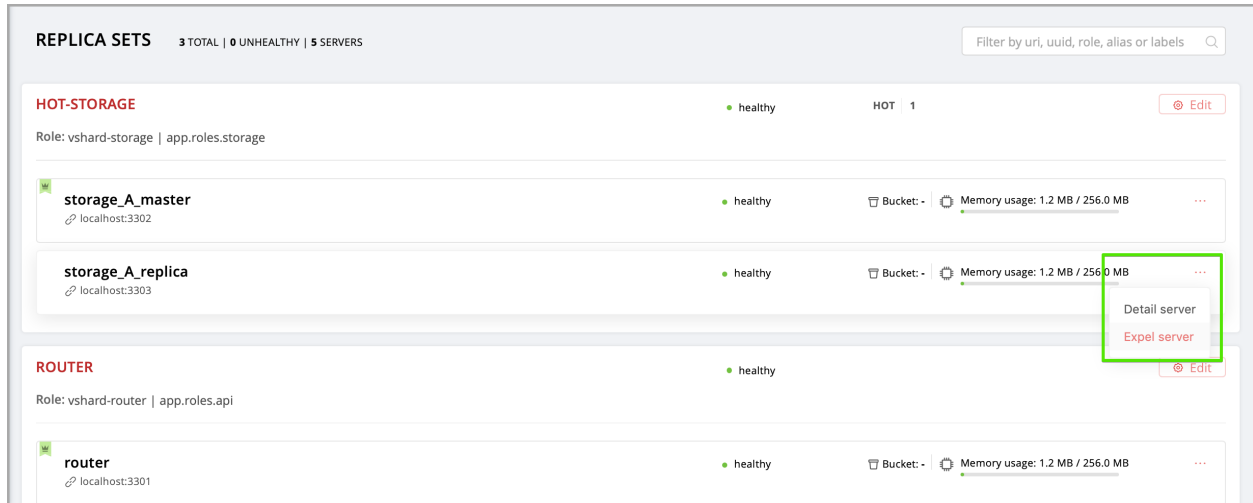 REPLICA SETS 3 TOTAL | 0 UNHEALTHY | 5 SERVERS Filter by uri, uuid, role, alias or labels
HOT-STORAGE healthy HOT 1 Edit
Role: vshard-storage | app.roles.storage
storage_A_master healthy Bucket: - Memory usage: 1.2 MB / 256.0 MB ...
localhost:3302
storage_A_replica healthy Bucket: - Memory usage: 1.2 MB / 256.0 MB ...
localhost:3303
Detail server
Expel server
ROUTER healthy Edit
Role: vshard-router | app.roles.api
router healthy Bucket: - Memory usage: 1.2 MB / 256.0 MB ...
localhost:3301